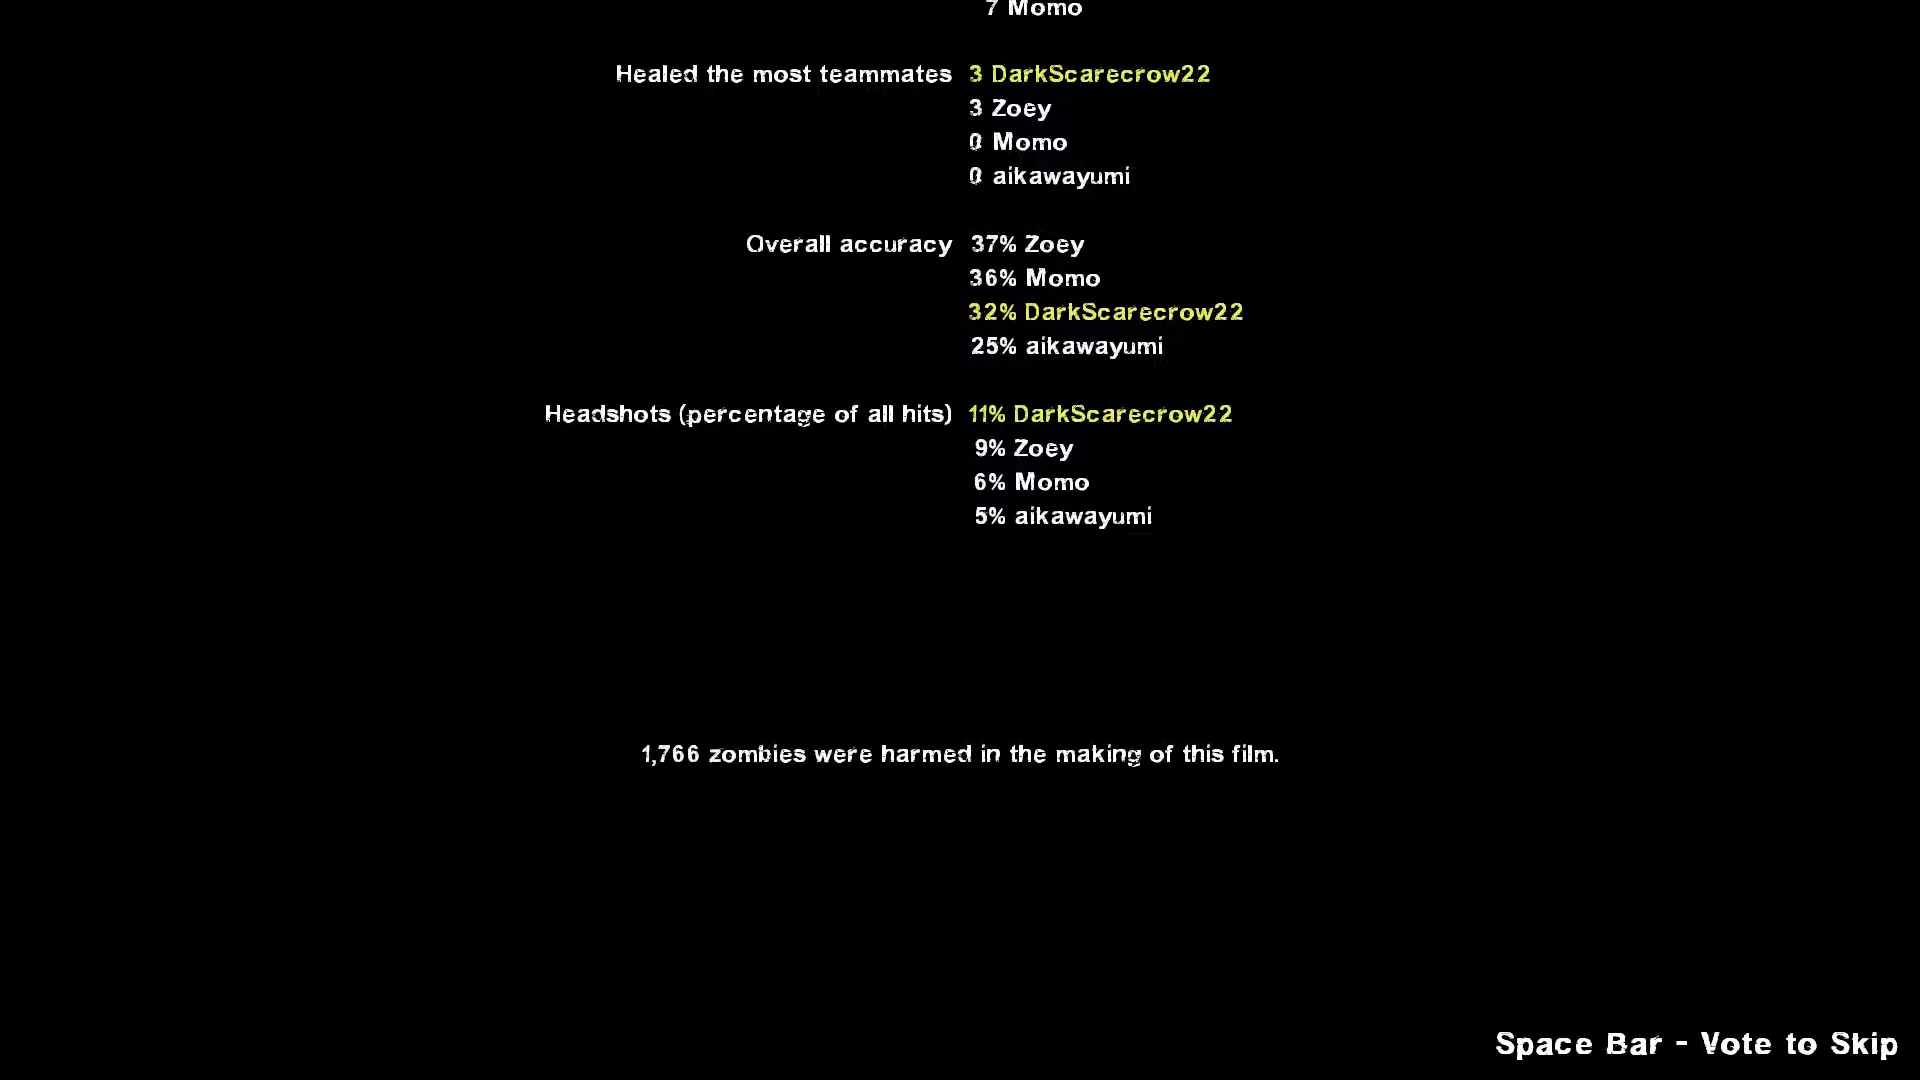 7 Momo
Healed the most teammates 3 DarkScarecrow22
3 Zoey
0 Momo
0 aikawayumi
Overall accuracy 37% Zoey
36% Momo
32% DarkScarecrow22
25% aikawayumi
Headshots (percentage of all hits) 11% DarkScarecrow22
9% Zoey
6% Momo
5% aikawayumi
1,766 zombies were harmed in the making of this film.
Space Bar - Vote to Skip